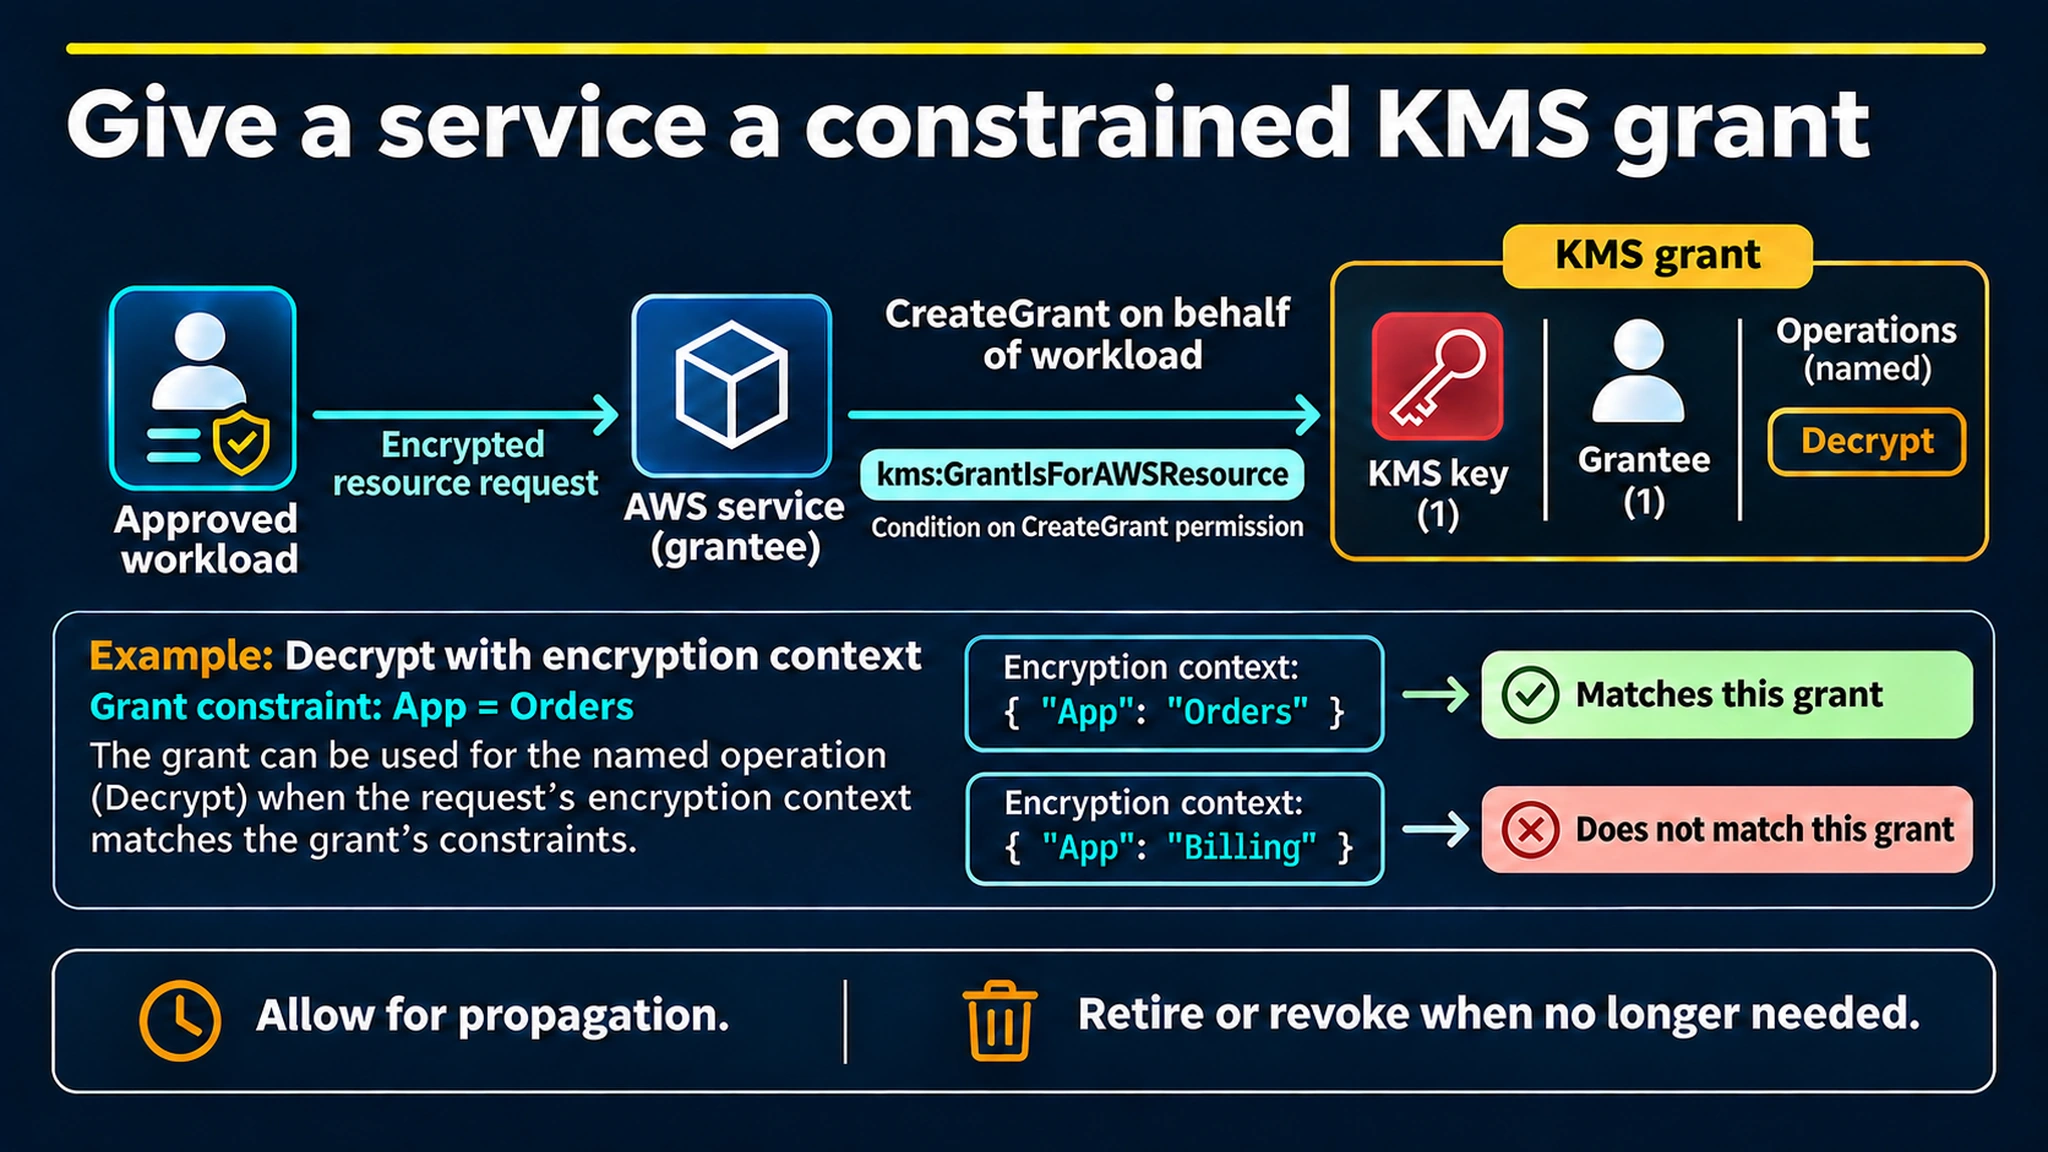 Give a service a constrained KMS grant
Approved
workload
Encrypted
resource request
AWS service
(grantee)
CreateGrant on behalf
of workload
kms:GrantIsForAWSResource
Condition on CreateGrant permission
KMS grant
KMS key
(1)
Grantee
(1)
Operations
(named)
Decrypt
Example: Decrypt with encryption context
Grant constraint: App = Orders
The grant can be used for the named operation
(Decrypt) when the request’s encryption context
matches the grant’s constraints.
Encryption context:
{ "App": "Orders" }
Matches this grant
Encryption context:
{ "App": "Billing" }
Does not match this grant
Allow for propagation.
Retire or revoke when no longer needed.